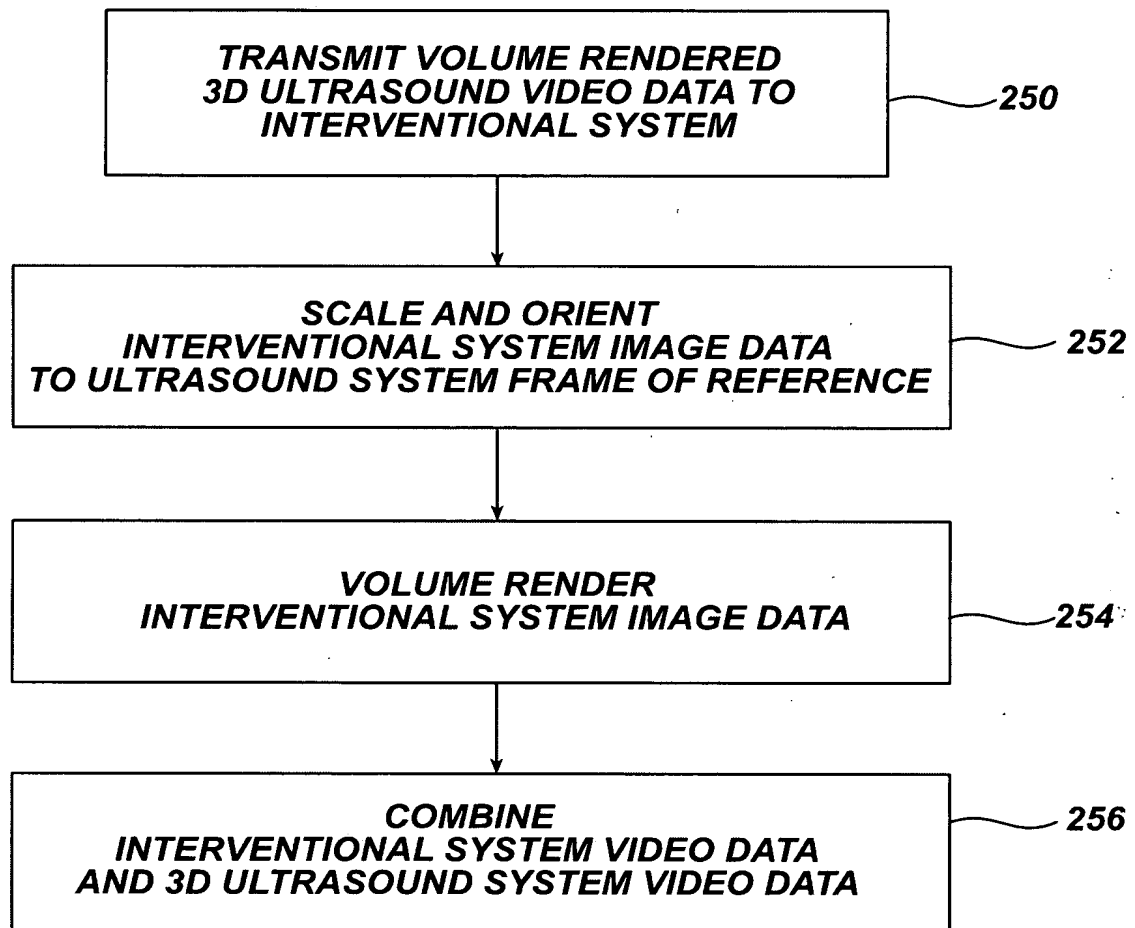 TRANSMIT VOLUME RENDERED
3D ULTRASOUND VIDEO DATA TO
INTERVENTIONAL SYSTEM
250
SCALE AND ORIENT
INTERVENTIONAL SYSTEM IMAGE DATA
TO ULTRASOUND SYSTEM FRAME OF REFERENCE
252
VOLUME RENDER
INTERVENTIONAL SYSTEM IMAGE DATA
254
COMBINE
INTERVENTIONAL SYSTEM VIDEO DATA
AND 3D ULTRASOUND SYSTEM VIDEO DATA
256